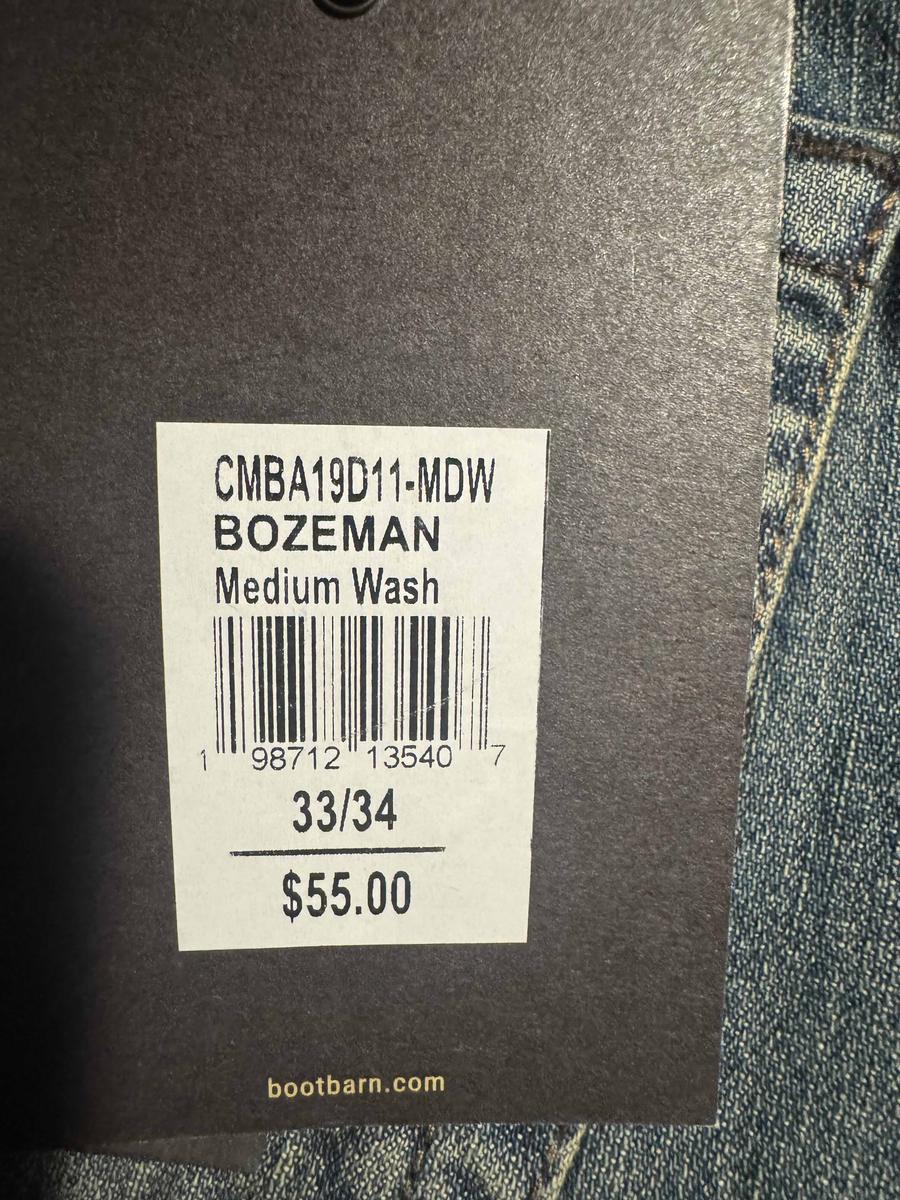 CMBA19D11-MDW
BOZEMAN
Medium Wash
1 98712 13540 7
33/34
$55.00
bootbarn.com